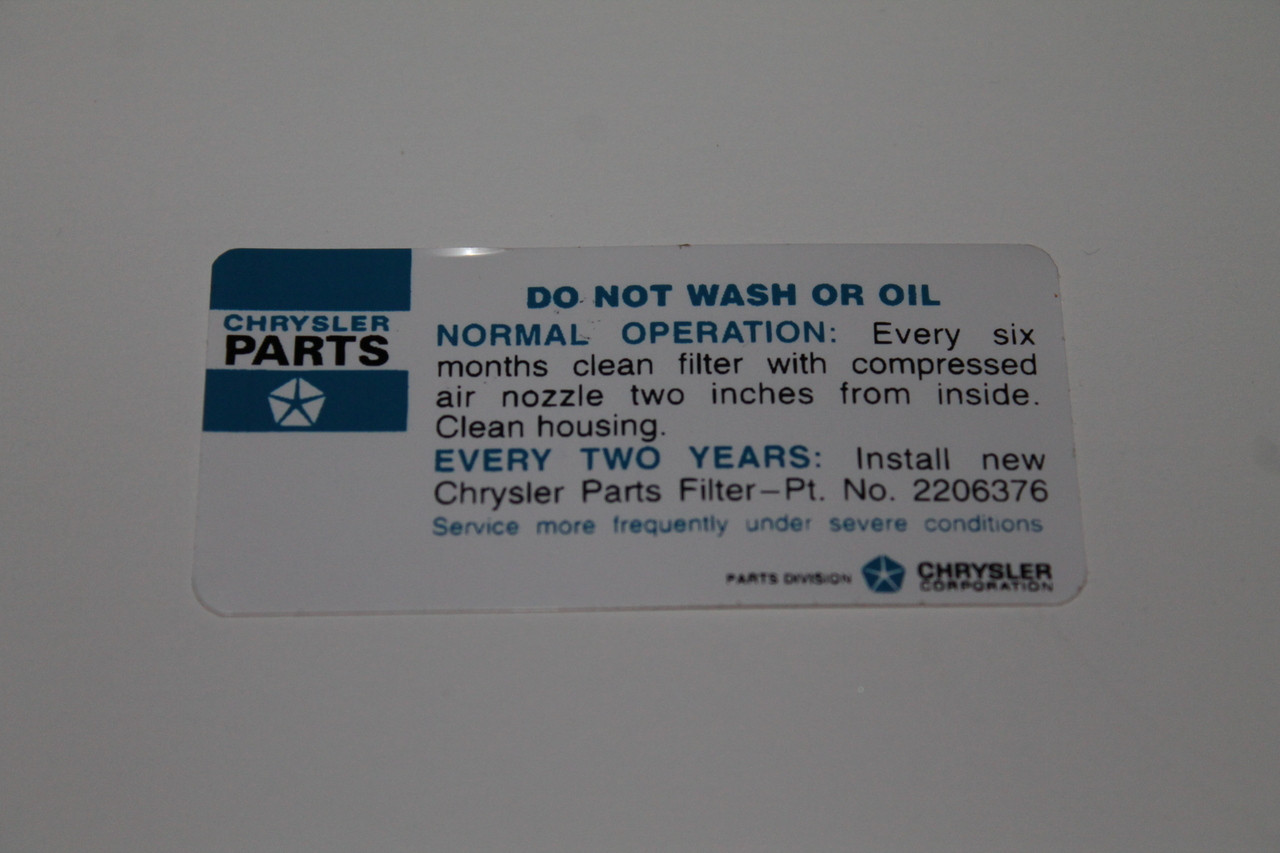 CHRYSLER
PARTS
DO NOT WASH OR OIL
NORMAL OPERATION: Every six
months clean filter with compressed
air nozzle two inches from inside.
Clean housing.
EVERY TWO YEARS: Install new
Chrysler Parts Filter–Pt. No. 2206376
Service more frequently under severe conditions
PARTS DIVISION CHRYSLER
CORPORATION